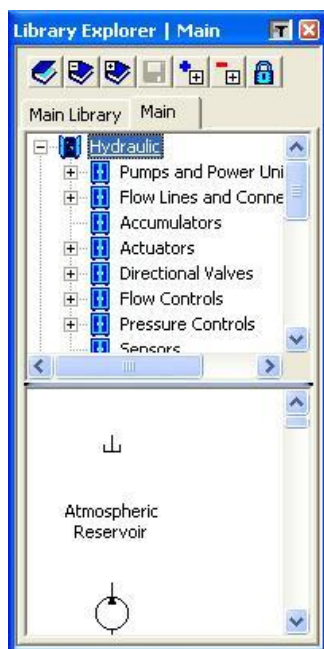 Library Explorer | Main
Main Library Main
Hydraulic
Pumps and Power Uni
Flow Lines and Conne
Accumulators
Actuators
Directional Valves
Flow Controls
Pressure Controls
Sensors
Atmospheric
Reservoir